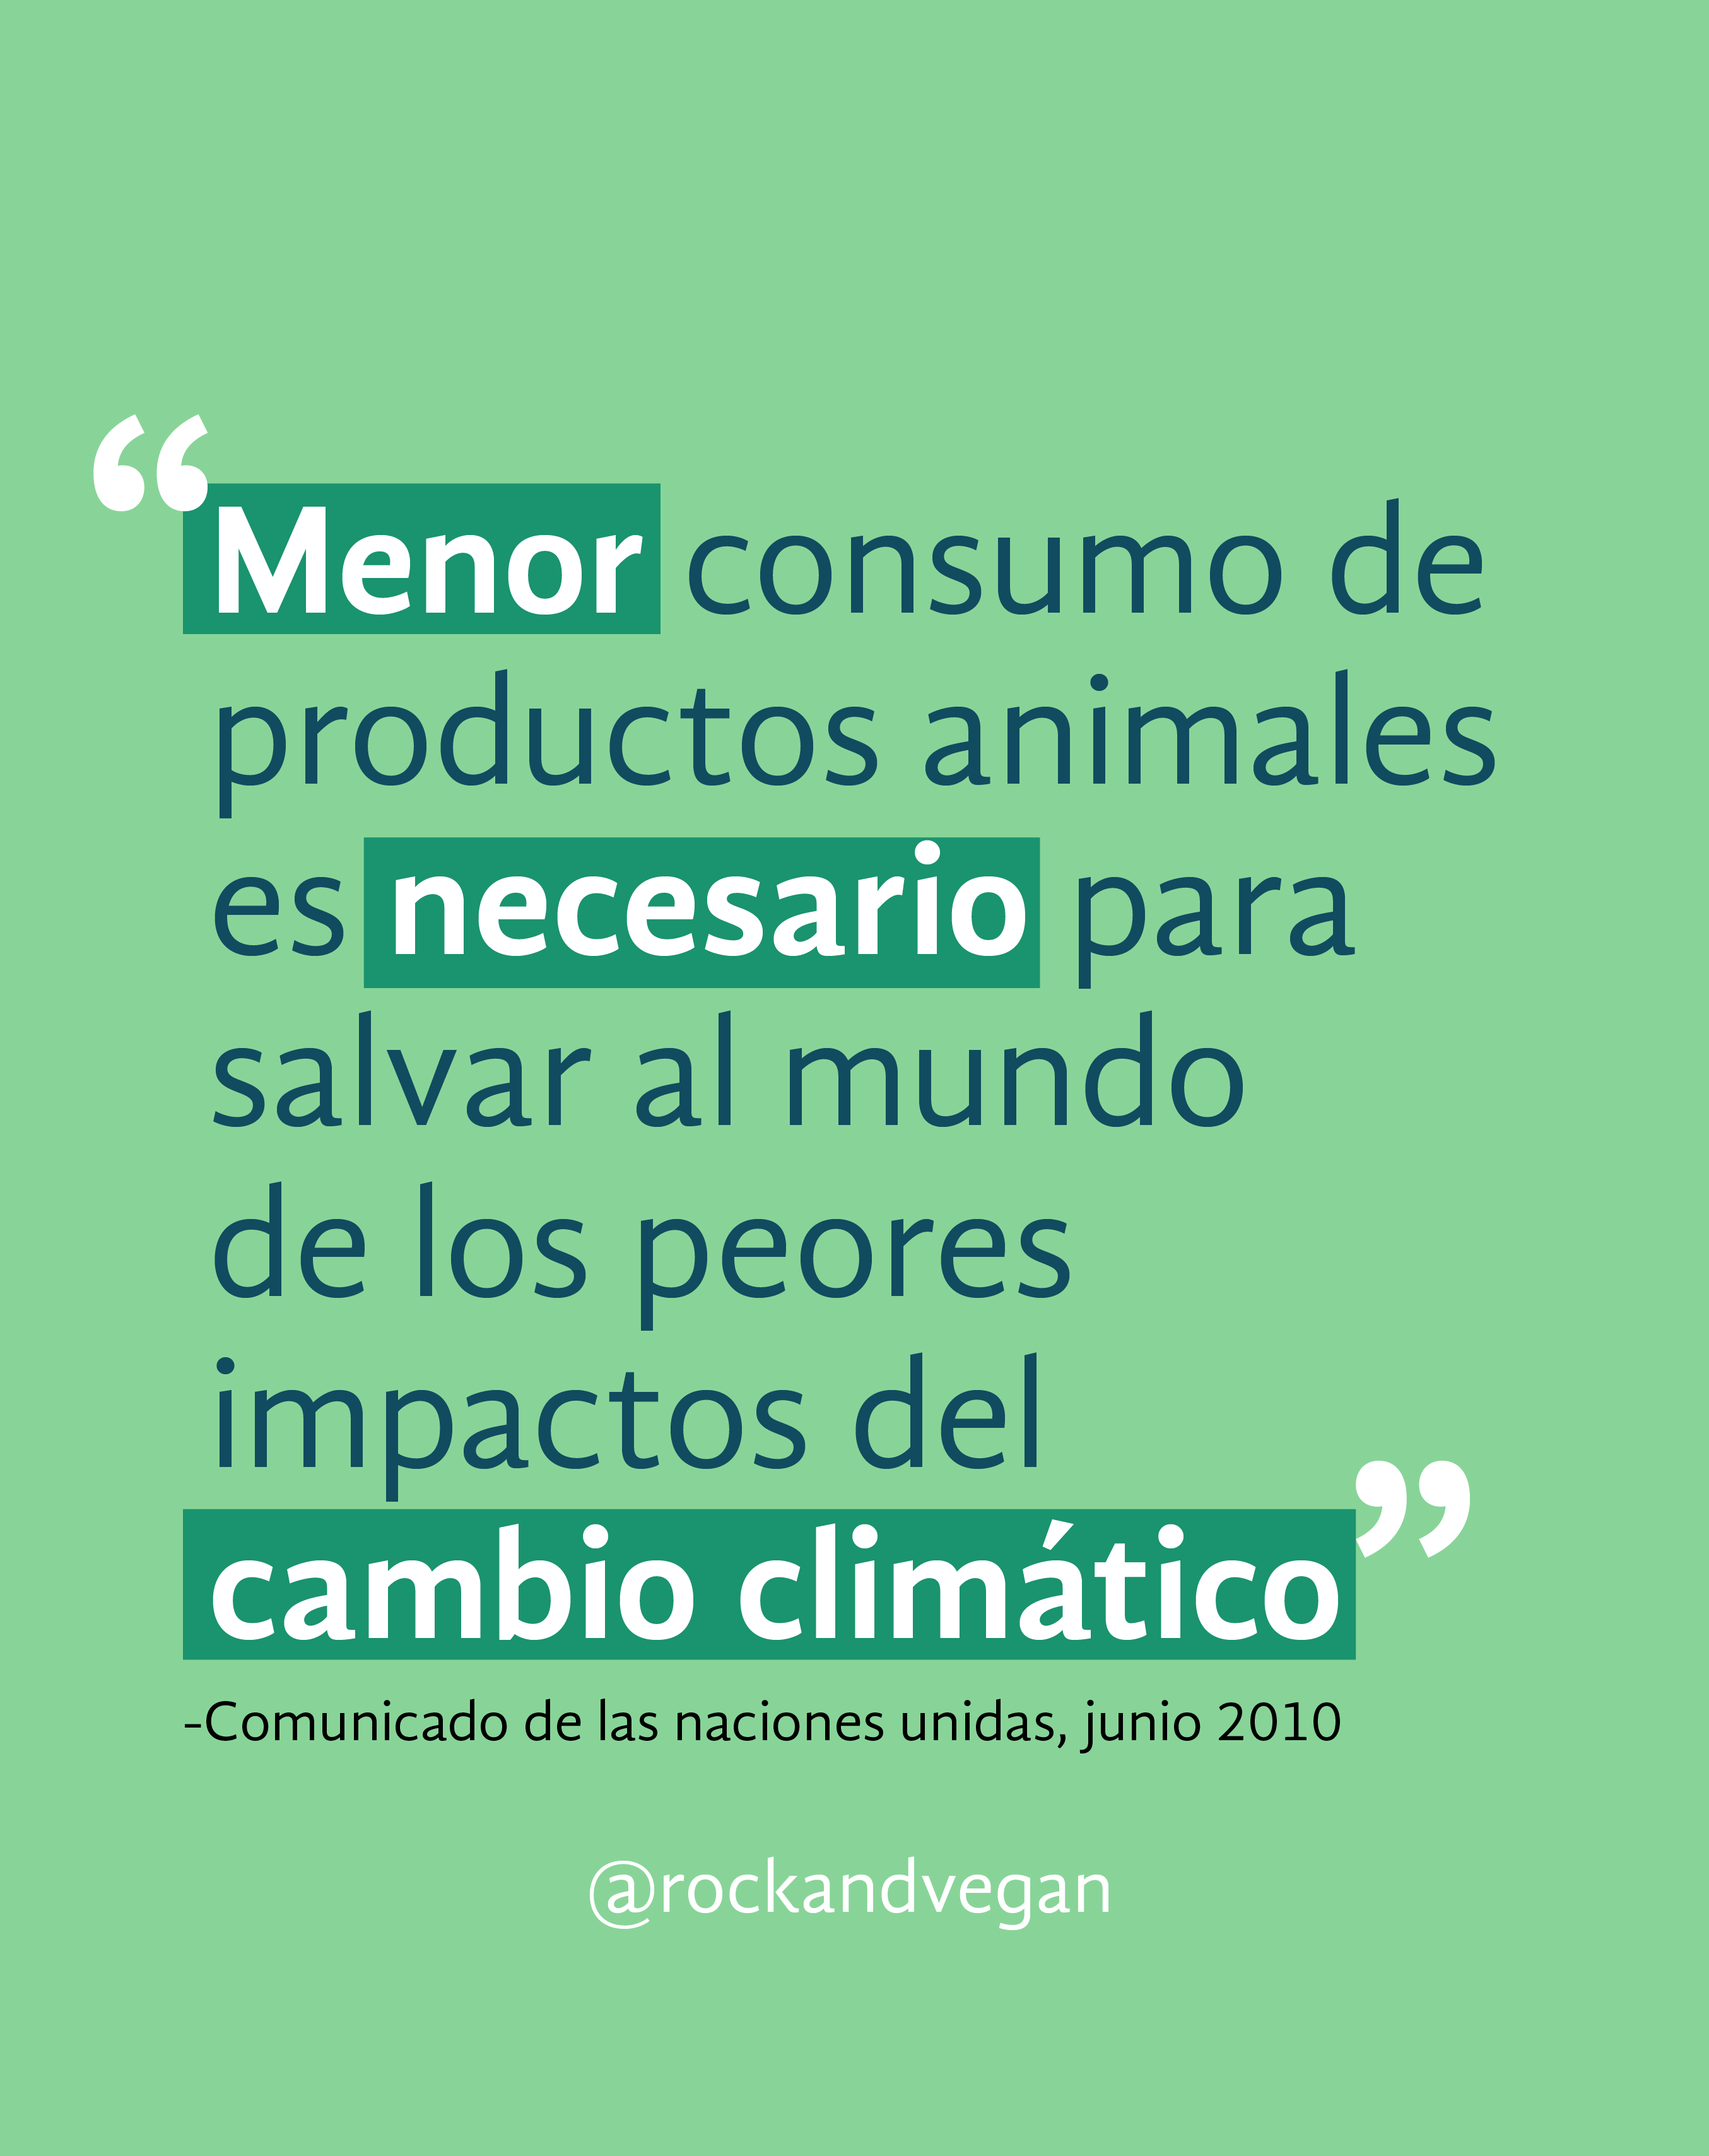 “Menor consumo de
productos animales
es necesario para
salvar al mundo
de los peores
impactos del
cambio climático”
-Comunicado de las naciones unidas, junio 2010
@rockandvegan